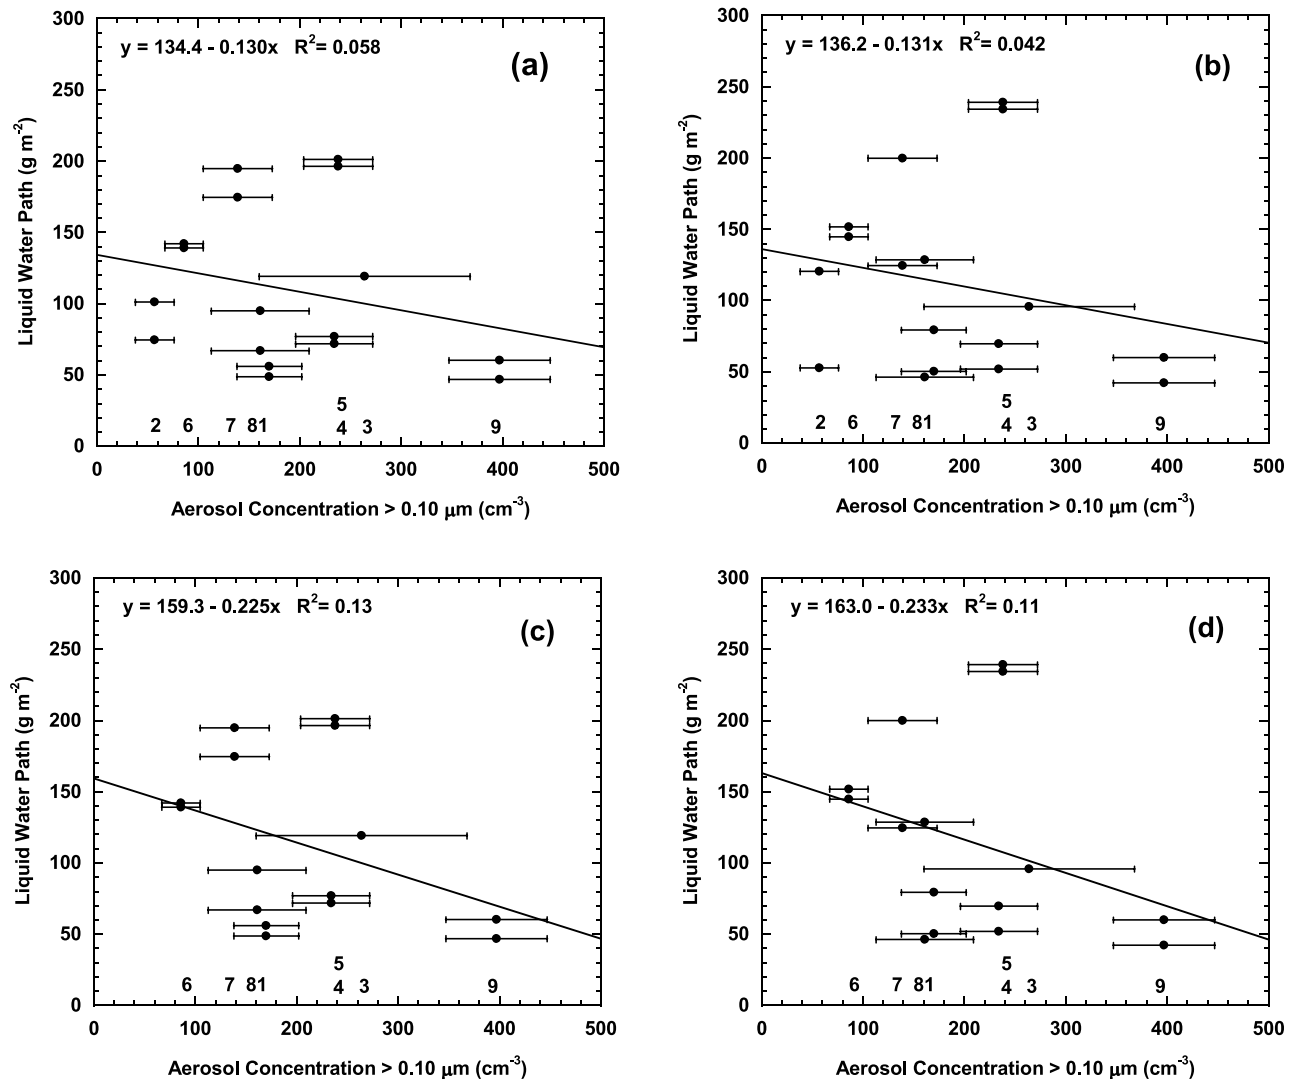 y = 134.4 - 0.130x R²= 0.058
(a)
300
250
200
150
100
50
0
Liquid Water Path (g m⁻²)
5
2 6 7 81 4 3 9
0 100 200 300 400 500
Aerosol Concentration > 0.10 µm (cm⁻³)
y = 136.2 - 0.131x R²= 0.042
(b)
300
250
200
150
100
50
0
Liquid Water Path (g m⁻²)
5
2 6 7 81 4 3 9
0 100 200 300 400 500
Aerosol Concentration > 0.10 µm (cm⁻³)
y = 159.3 - 0.225x R²= 0.13
(c)
300
250
200
150
100
50
0
Liquid Water Path (g m⁻²)
5
6 7 81 4 3 9
0 100 200 300 400 500
Aerosol Concentration > 0.10 µm (cm⁻³)
y = 163.0 - 0.233x R²= 0.11
(d)
300
250
200
150
100
50
0
Liquid Water Path (g m⁻²)
5
6 7 81 4 3 9
0 100 200 300 400 500
Aerosol Concentration > 0.10 µm (cm⁻³)